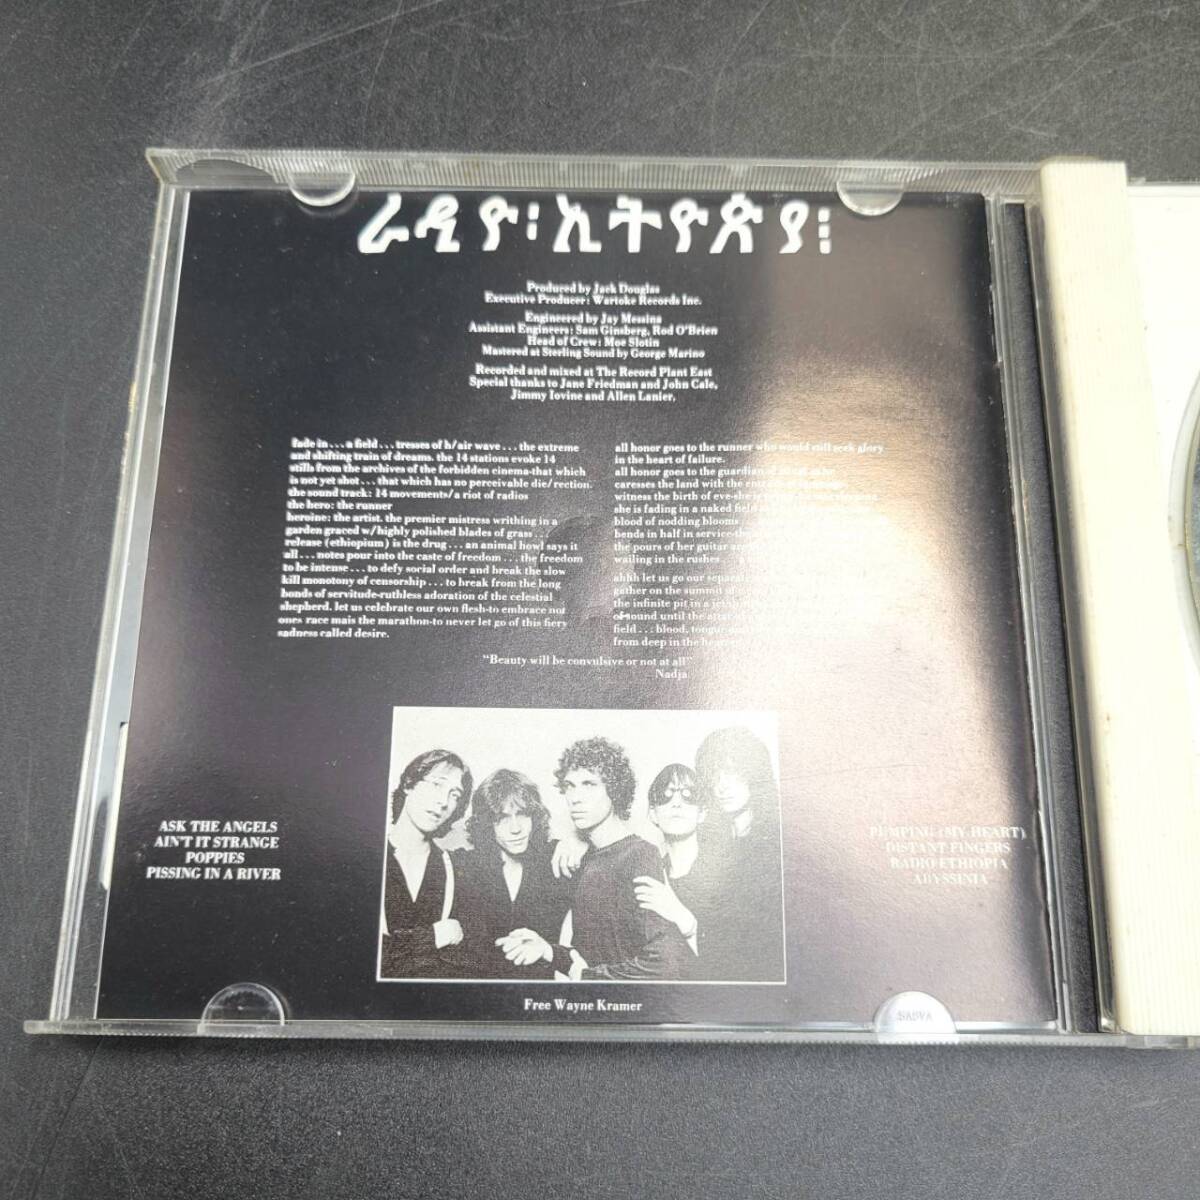 ራዲዮ፡ኢትዮጵያ፧
Produced by Jack Douglas
Executive Producer: Wartoke Records Inc.
Engineered by Jay Messina
Assistant Engineers: Sam Ginsberg, Rod O'Brien
Head of Crew: Moe Slotin
Mastered at Sterling Sound by George Marino
Recorded and mixed at The Record Plant East
Special thanks to Jane Friedman and John Cale,
Jimmy Iovine and Allen Lanier.
fade in...a field...tresses of h/air wave...the extreme
and shifting train of dreams. the 14 stations evoke 14
stills from the archives of the forbidden cinema-that which
is not yet shot...that which has no perceivable die/rection.
the sound track: 14 movements/a riot of radios
the hero: the runner
heroine: the artist. the premier mistress writhing in a
garden graced w/highly polished blades of grass...
release (ethiopium) is the drug...an animal howl says it
all...notes pour into the caste of freedom...the freedom
to be intense...to defy social order and break the slow
kill monotony of censorship...to break from the long
bonds of servitude-ruthless adoration of the celestial
shepherd. let us celebrate our own flesh-to embrace not
ones race mais the marathon-to never let go of this fiery
sadness called desire.
all honor goes to the runner who would still seek glory
in the heart of failure.
all honor goes to the guardian of
caresses the land with the
witness the birth of eve-she is
she is fading in a naked field
blood of nodding blooms
bends in half in service-the
the pours of her guitar are
wailing in the rushes...
ahhh let us go our separate
gather on the summit
the infinite pit in a
of sound until the
field...blood, tongue
from deep in the
"Beauty will be convulsive or not at all"
Nadja
ASK THE ANGELS
AIN'T IT STRANGE
POPPIES
PISSING IN A RIVER
PUMPING (MY HEART)
DISTANT FINGERS
RADIO ETHIOPIA
ABYSSINIA
Free Wayne Kramer